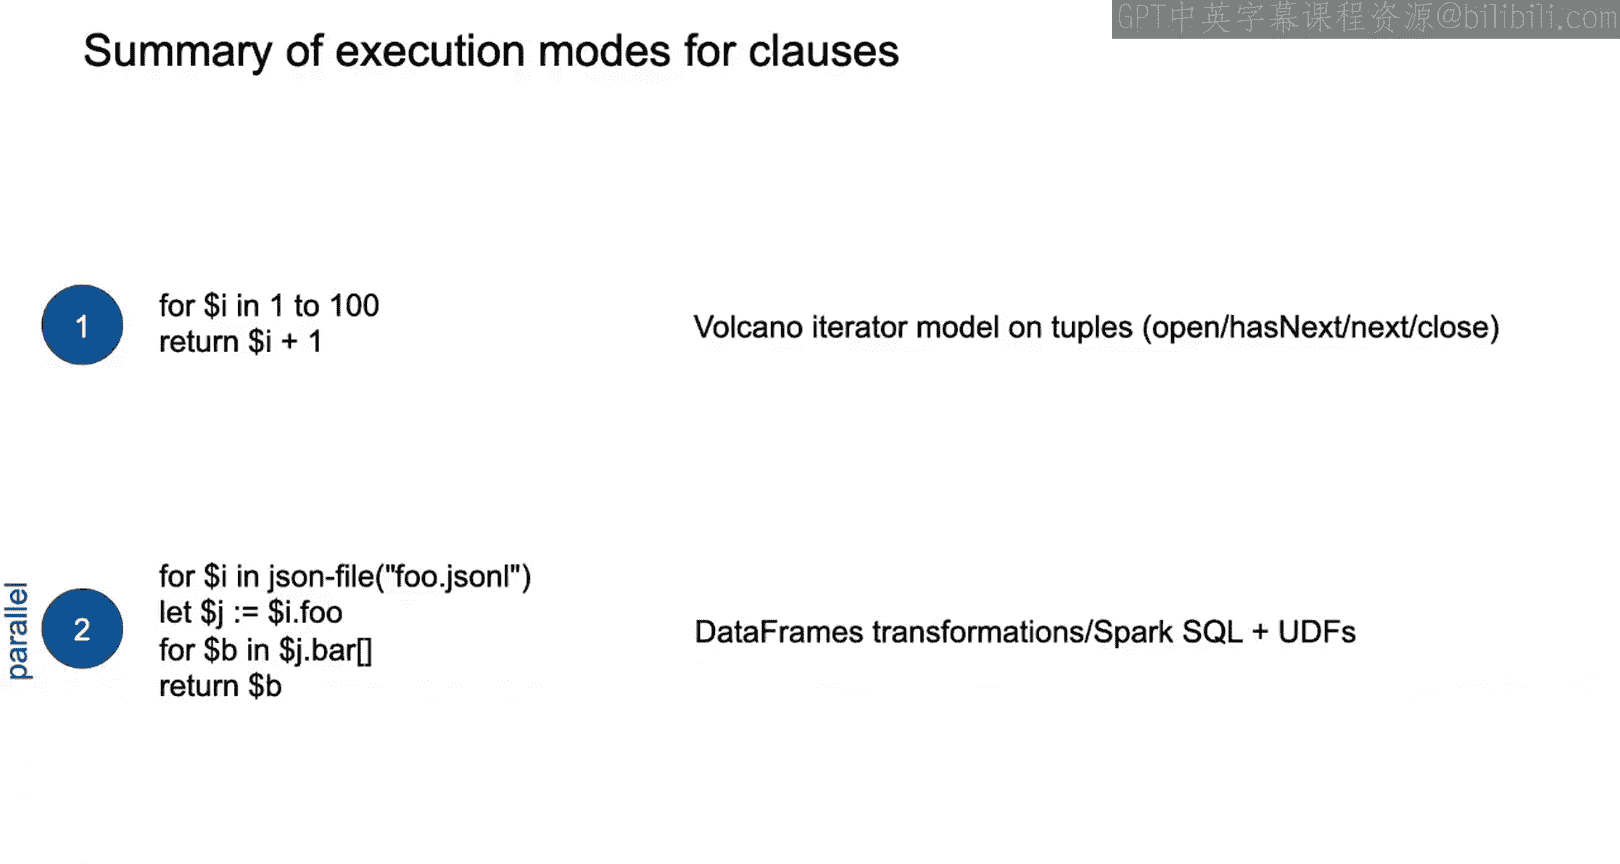 GPT中英字幕课程资源@bilibili.com
Summary of execution modes for clauses
1
for $i in 1 to 100
return $i + 1
Volcano iterator model on tuples (open/hasNext/next/close)
parallel
2
for $i in json-file("foo.jsonl")
let $j := $i.foo
for $b in $j.bar[]
return $b
DataFrames transformations/Spark SQL + UDFs